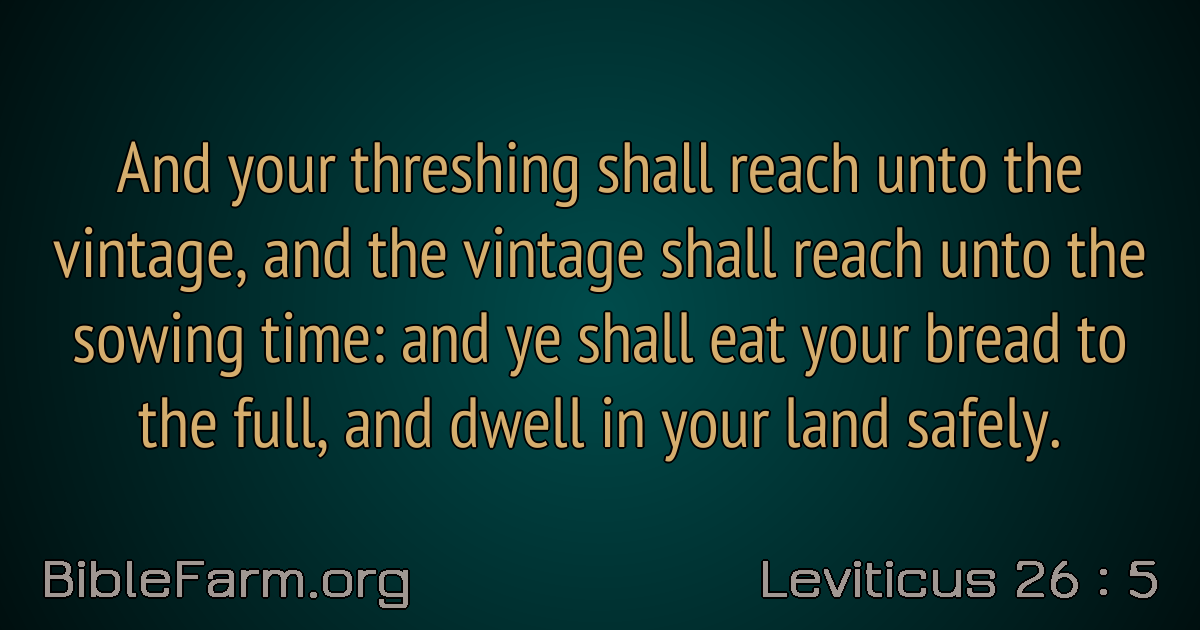 And your threshing shall reach unto the
vintage, and the vintage shall reach unto the
sowing time: and ye shall eat your bread to
the full, and dwell in your land safely.
BibleFarm.org
Leviticus 26 : 5